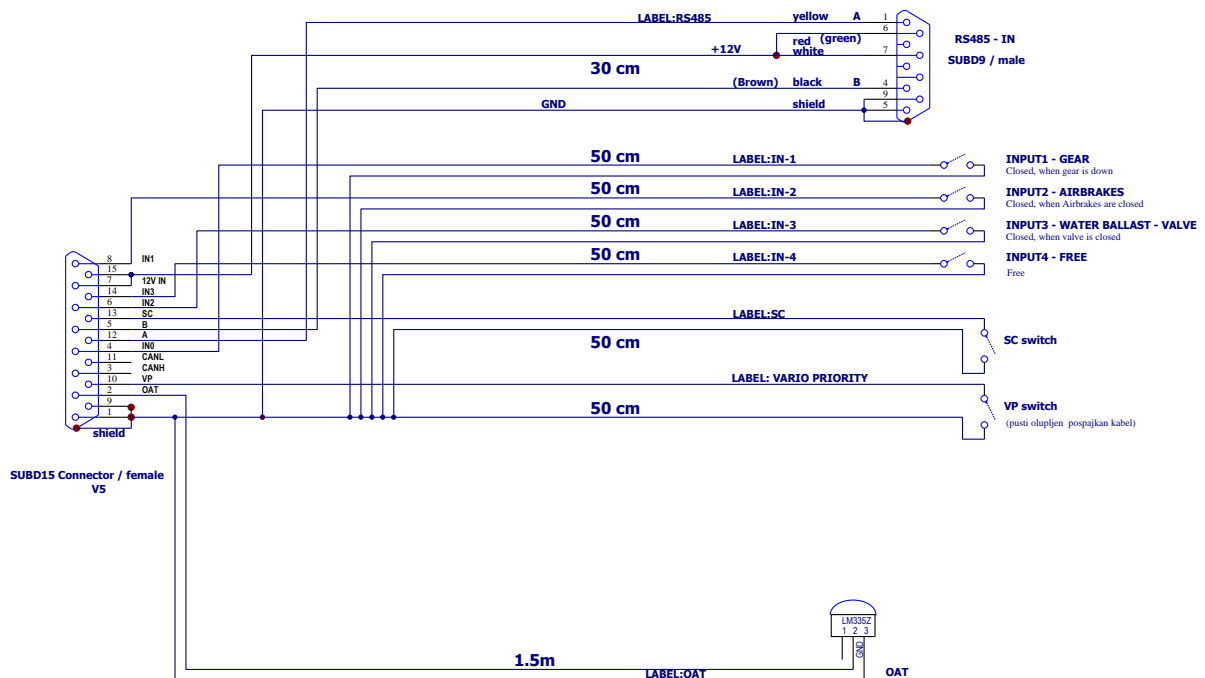 LABEL:RS485
yellow A 1
6
(green)
red
+12V white 7
RS485 - IN
SUBD9 / male
30 cm
(Brown) black B 4
9
GND shield 5
50 cm LABEL:IN-1
INPUT1 - GEAR
Closed, when gear is down
50 cm LABEL:IN-2
INPUT2 - AIRBRAKES
Closed, when Airbrakes are closed
50 cm LABEL:IN-3
INPUT3 - WATER BALLAST - VALVE
Closed, when valve is closed
50 cm LABEL:IN-4
INPUT4 - FREE
Free
8 IN1
15
7 12V IN
14 IN3
6 IN2
13 SC
5 B
12 A
4 IN0
11 CANL
3 CANH
10 VP
2 OAT
9
1
shield
LABEL:SC
50 cm
SC switch
LABEL: VARIO PRIORITY
50 cm
VP switch
(pusti olupljen pospajkan kabel)
SUBD15 Connector / female
V5
LM335Z
1 2 3
GND
1.5m
LABEL:OAT
OAT